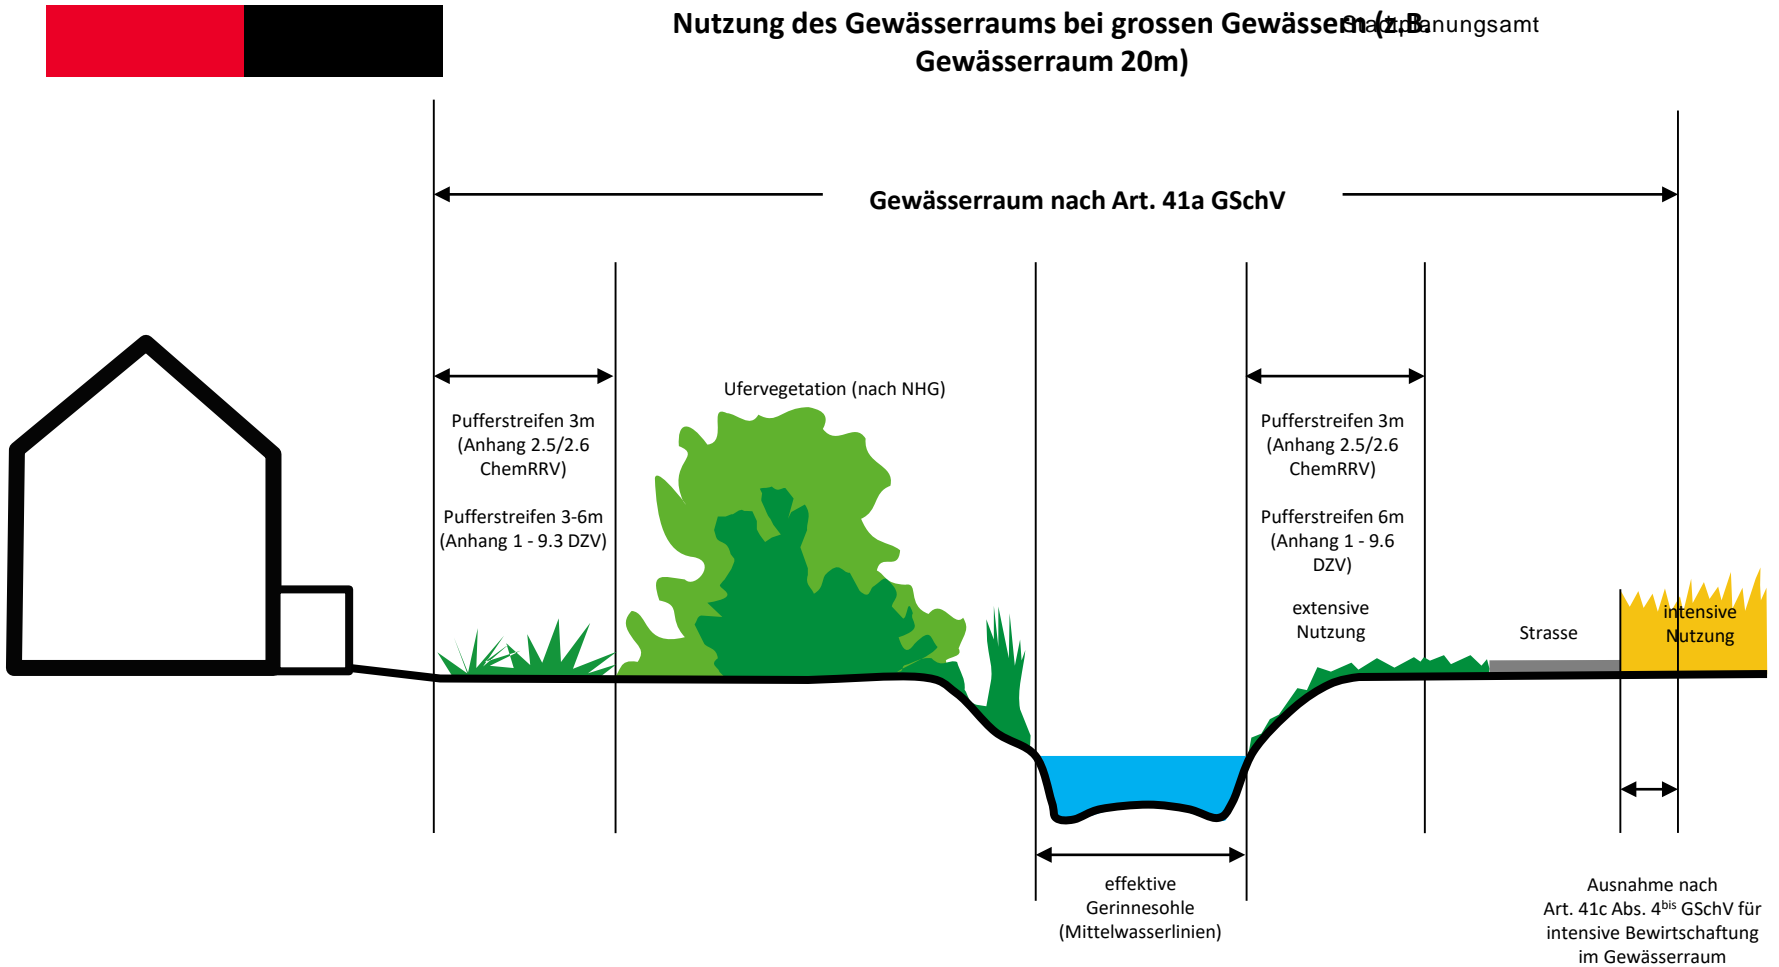 Nutzung des Gewässerraums bei grossen Gewässern (z.B.
Gewässerraum 20m)
Stadtplanungsamt
Gewässerraum nach Art. 41a GSchV
Pufferstreifen 3m
(Anhang 2.5/2.6
ChemRRV)
Pufferstreifen 3-6m
(Anhang 1 - 9.3 DZV)
Ufervegetation (nach NHG)
Pufferstreifen 3m
(Anhang 2.5/2.6
ChemRRV)
Pufferstreifen 6m
(Anhang 1 - 9.6
DZV)
extensive
Nutzung
Strasse
intensive
Nutzung
effektive
Gerinnesohle
(Mittelwasserlinien)
Ausnahme nach
Art. 41c Abs. 4ᵇⁱˢ GSchV für
intensive Bewirtschaftung
im Gewässerraum